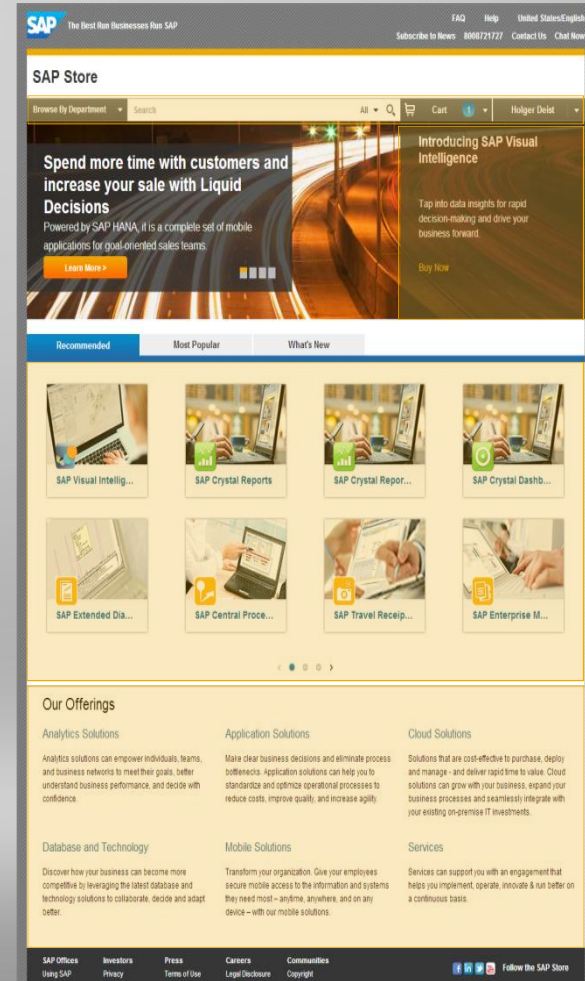 SAP The Best Run Businesses Run SAP
FAQ Help United States/English
Subscribe to News 8008721727 Contact Us Chat Now
SAP Store
Browse By Department Search All Cart 1 Holger Deist
Spend more time with customers and
increase your sale with Liquid
Decisions
Powered by SAP HANA, it is a complete set of mobile
applications for goal-oriented sales teams.
Learn More >
Introducing SAP Visual
Intelligence
Tap into data insights for rapid
decision-making and drive your
business forward.
Buy Now
Recommended Most Popular What's New
SAP Visual Intellig... SAP Crystal Reports SAP Crystal Repor... SAP Crystal Dashb...
SAP Extended Dia... SAP Central Proce... SAP Travel Receip... SAP Enterprise M...
Our Offerings
Analytics Solutions
Analytics solutions can empower individuals, teams,
and business networks to meet their goals, better
understand business performance, and decide with
confidence.
Application Solutions
Make clear business decisions and eliminate process
bottlenecks. Application solutions can help you to
standardize and optimize operational processes to
reduce costs, improve quality, and increase agility.
Cloud Solutions
Solutions that are cost-effective to purchase, deploy
and manage - and deliver rapid time to value. Cloud
solutions can grow with your business, expand your
business processes and seamlessly integrate with
your existing on-premise IT investments.
Database and Technology
Discover how your business can become more
competitive by leveraging the latest database and
technology solutions to collaborate, decide and adapt
better.
Mobile Solutions
Transform your organization. Give your employees
secure mobile access to the information and systems
they need most – anytime, anywhere, and on any
device – with our mobile solutions.
Services
Services can support you with an engagement that
helps you implement, operate, innovate & run better on
a continuous basis.
SAP Offices Investors Press Careers Communities
Using SAP Privacy Terms of Use Legal Disclosure Copyright
Follow the SAP Store